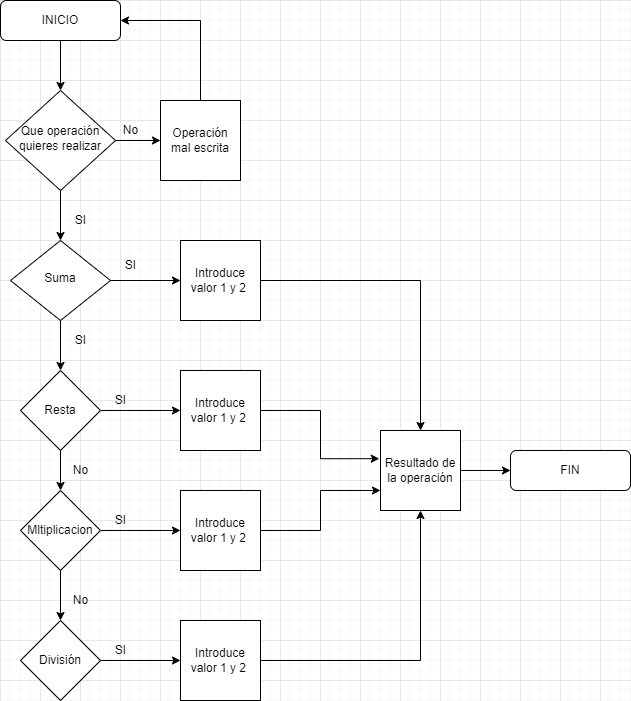 INICIO
Que operación
quieres realizar
No
Operación
mal escrita
SI
Suma
SI
Introduce
valor 1 y 2
SI
Resta
SI
Introduce
valor 1 y 2
Resultado de
la operación
FIN
No
Mltiplicacion
SI
Introduce
valor 1 y 2
No
División
SI
Introduce
valor 1 y 2